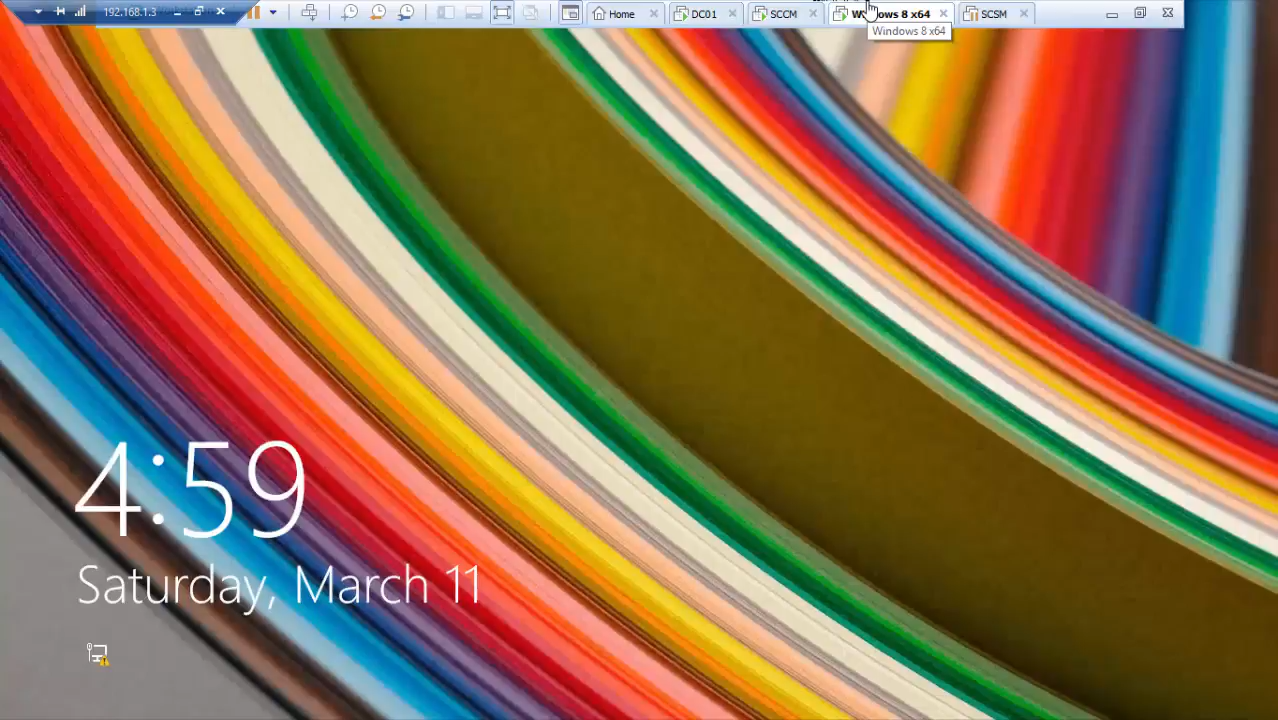 192.168.1.3
Home
DC01
SCCM
Windows 8 x64
SCSM
Windows 8 x64
4:59
Saturday, March 11